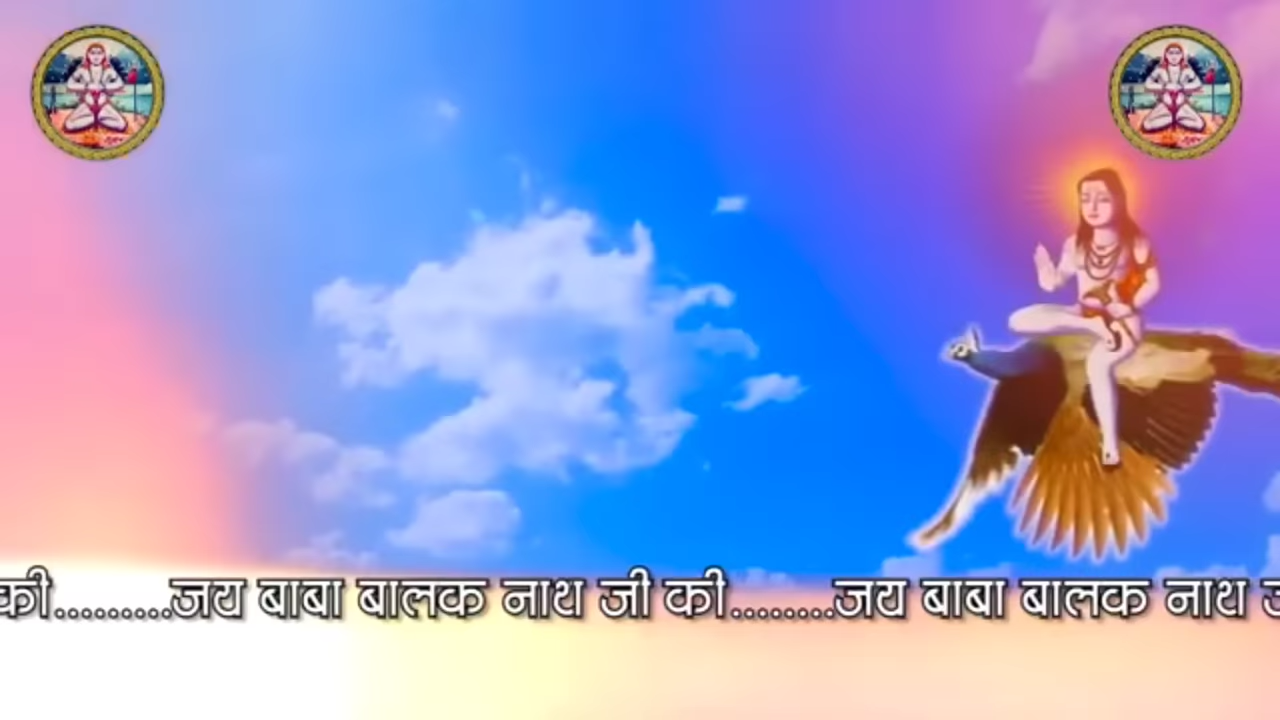 की.........जय बाबा बालक नाथ जी की........जय बाबा बालक नाथ